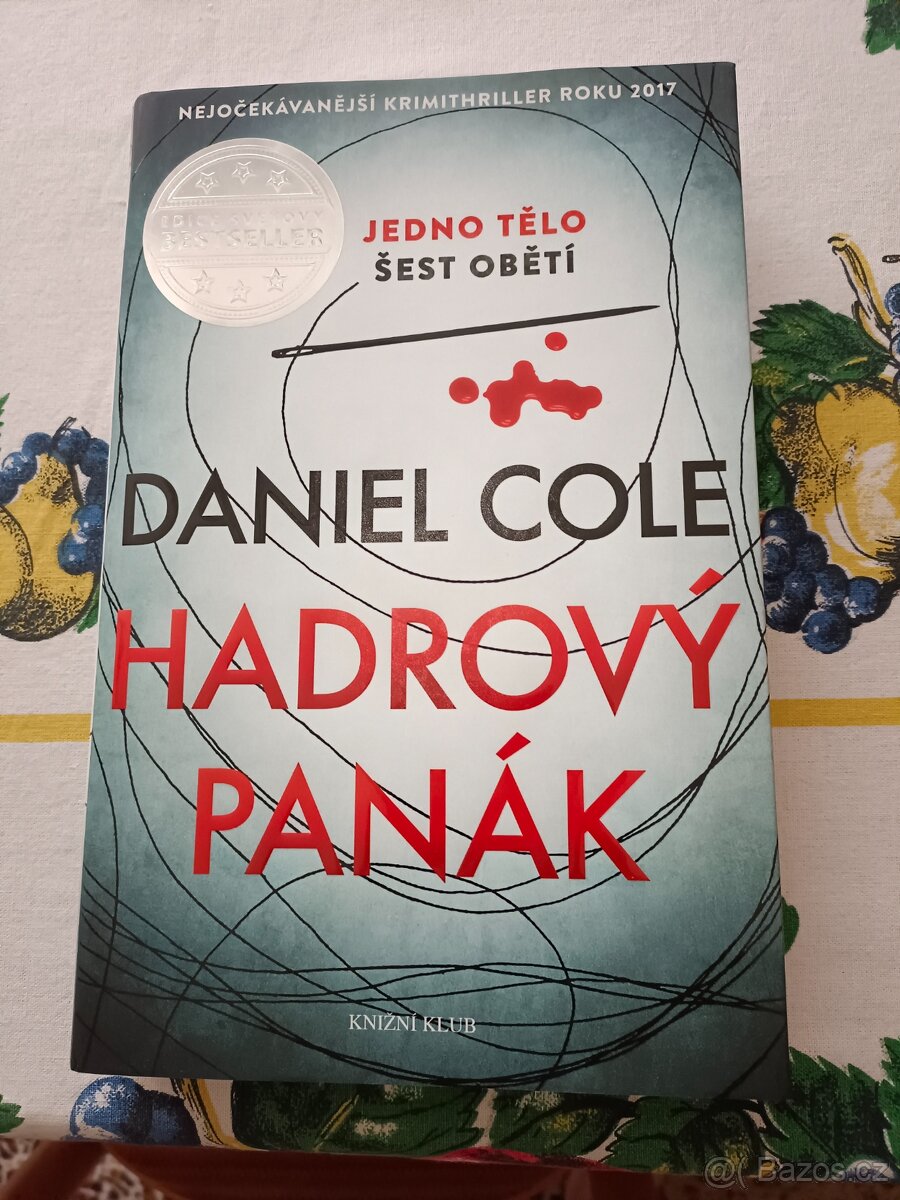 NEJOČEKÁVANĚJŠÍ KRIMITHRILLER ROKU 2017
EDICE SVĚTOVÝ
BESTSELLER
JEDNO TĚLO
ŠEST OBĚTÍ
DANIEL COLE
HADROVÝ
PANÁK
KNIŽNÍ KLUB
@( Bazos.cz